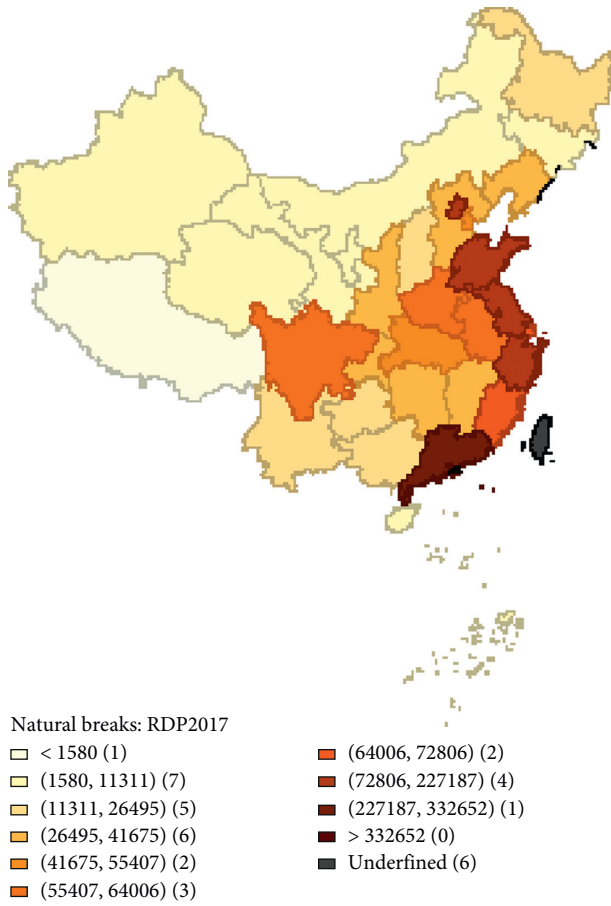 Natural breaks: RDP2017
< 1580 (1)
(1580, 11311) (7)
(11311, 26495) (5)
(26495, 41675) (6)
(41675, 55407) (2)
(55407, 64006) (3)
(64006, 72806) (2)
(72806, 227187) (4)
(227187, 332652) (1)
> 332652 (0)
Underfined (6)